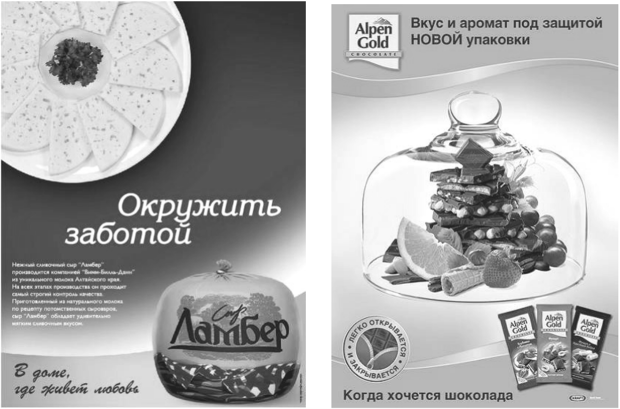 Окружить
заботой
Нежный сливочный сыр "Ламбер"
производится компанией "Вимм-Билль-Данн"
из уникального молока Алтайского края.
На всех этапах производства он проходит
самый строгий контроль качества.
Приготовленный из натурального молока
по рецепту потомственных сыроваров,
сыр "Ламбер" обладает удивительно
мягким сливочным вкусом.
Сыр
Ламбер
В доме,
где живет любовь
Alpen
Gold
CHOCOLATE
Вкус и аромат под защитой
НОВОЙ упаковки
ЛЕГКО ОТКРЫВАЕТСЯ
И ЗАКРЫВАЕТСЯ
Alpen
Gold
Alpen
Gold
Alpen
Gold
Когда хочется шоколада